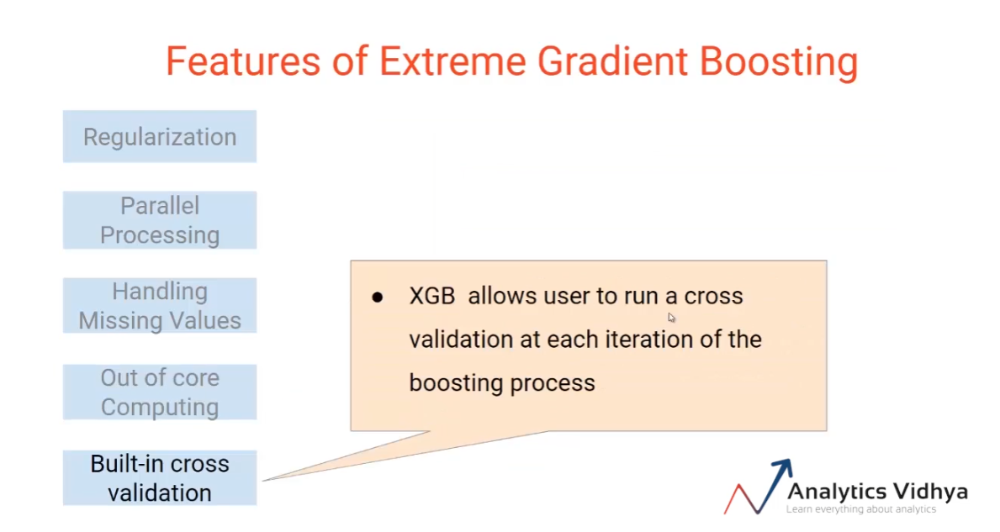 Features of Extreme Gradient Boosting
Regularization
Parallel
Processing
Handling
Missing Values
Out of core
Computing
Built-in cross
validation
● XGB allows user to run a cross
validation at each iteration of the
boosting process
Analytics Vidhya
Learn everything about analytics